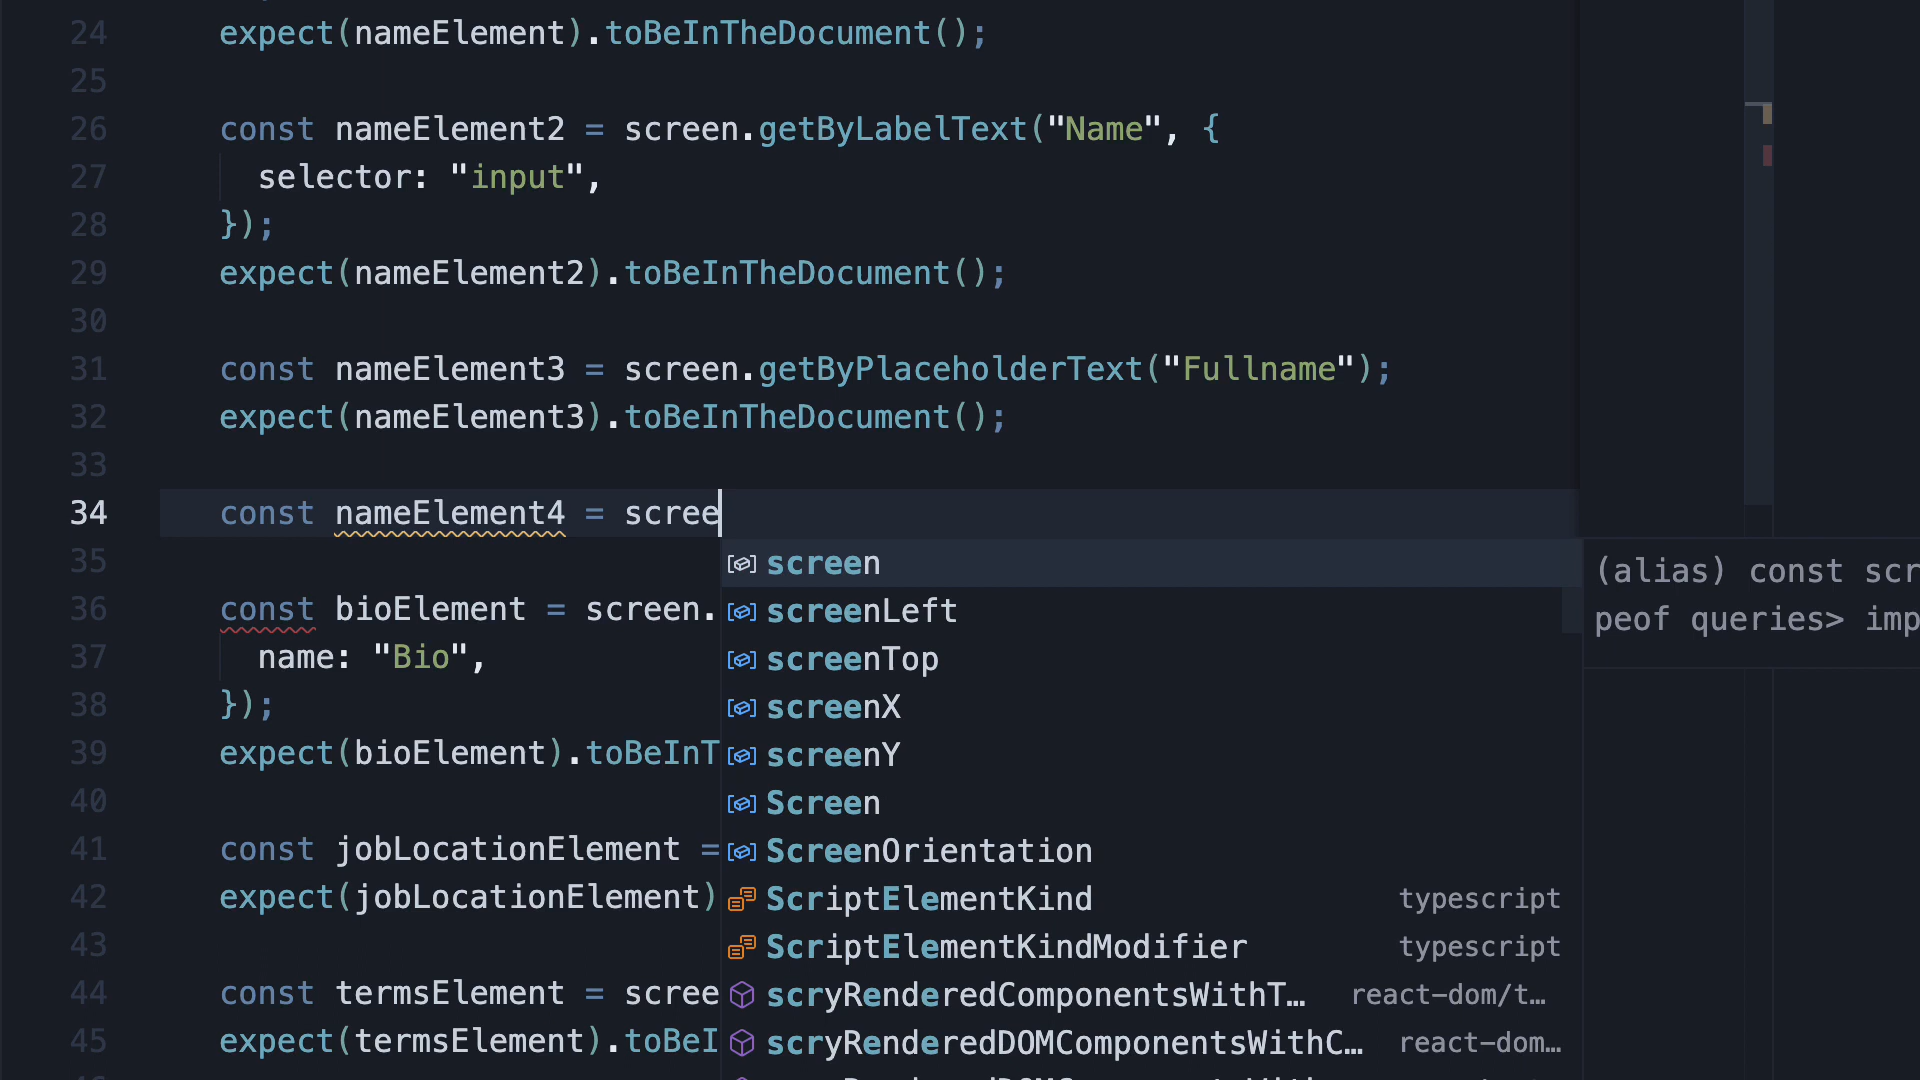 24 expect(nameElement).toBeInTheDocument();
25
26 const nameElement2 = screen.getByLabelText("Name", {
27 selector: "input",
28 });
29 expect(nameElement2).toBeInTheDocument();
30
31 const nameElement3 = screen.getByPlaceholderText("Fullname");
32 expect(nameElement3).toBeInTheDocument();
33
34 const nameElement4 = scree
35
36 const bioElement = screen.
37 name: "Bio",
38 });
39 expect(bioElement).toBeInT
40
41 const jobLocationElement =
42 expect(jobLocationElement)
43
44 const termsElement = scree
45 expect(termsElement).toBeI
screen
screenLeft
screenTop
screenX
screenY
Screen
ScreenOrientation
ScriptElementKind typescript
ScriptElementKindModifier typescript
scryRenderedComponentsWithT… react-dom/t…
scryRenderedDOMComponentsWithC… react-dom…
(alias) const scr
peof queries> imp